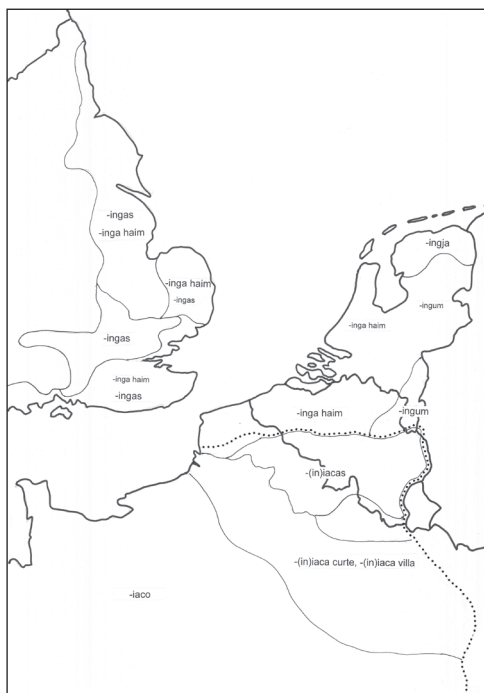 -ingas
-inga haim
-inga haim
-ingas
-ingas
-inga haim
-ingas
-ingja
-ingum
-inga haim
-inga haim
-ingum
-(in)iacas
-(in)iaca curte, -(in)iaca villa
-iaco